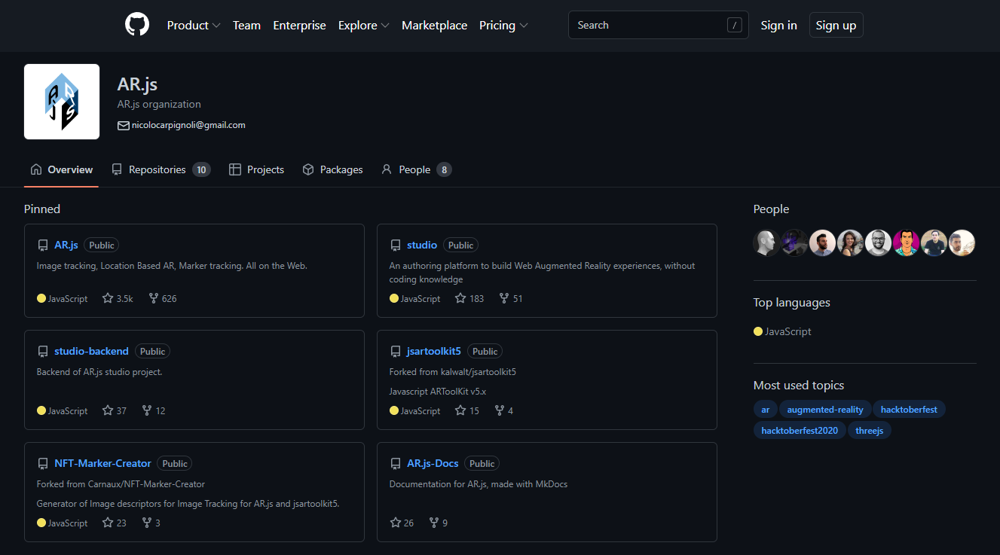 Product Team Enterprise Explore Marketplace Pricing Search / Sign in Sign up
AR
JS
AR.js
AR.js organization
nicolocarpignoli@gmail.com
Overview Repositories 10 Projects Packages People 8
Pinned
AR.js Public
Image tracking, Location Based AR, Marker tracking. All on the Web.
JavaScript 3.5k 626
studio Public
An authoring platform to build Web Augmented Reality experiences, without
coding knowledge
JavaScript 183 51
studio-backend Public
Backend of AR.js studio project.
JavaScript 37 12
jsartoolkit5 Public
Forked from kalwalt/jsartoolkit5
Javascript ARToolKit v5.x
JavaScript 15 4
NFT-Marker-Creator Public
Forked from Carnaux/NFT-Marker-Creator
Generator of Image descriptors for Image Tracking for AR.js and jsartoolkit5.
JavaScript 23 3
AR.js-Docs Public
Documentation for AR.js, made with MkDocs
26 9
People
Top languages
JavaScript
Most used topics
ar augmented-reality hacktoberfest
hacktoberfest2020 threejs